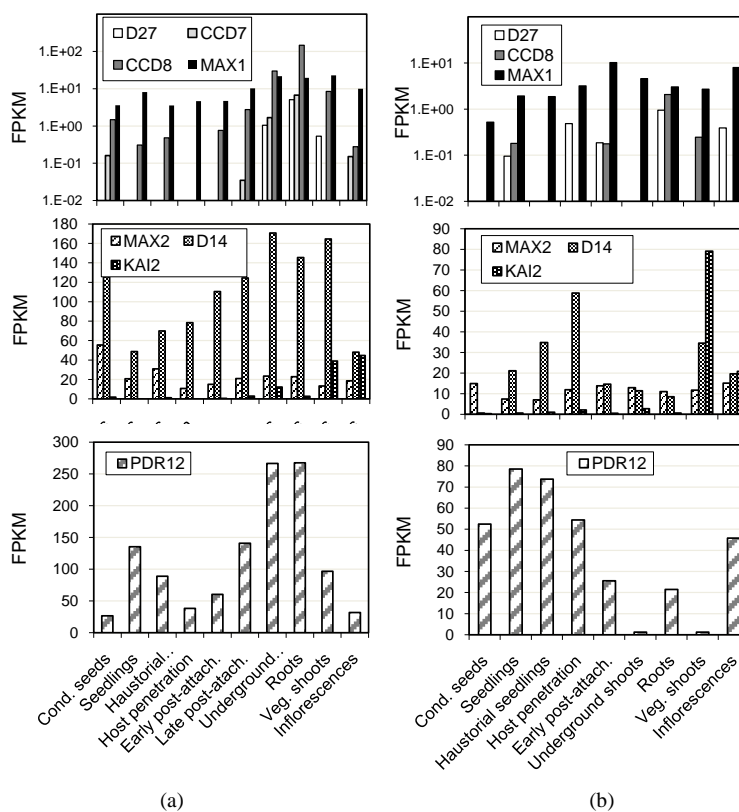 D27 CCD7
CCD8 MAX1
FPKM
1.E+02
1.E+01
1.E+00
1.E-01
1.E-02
MAX2 D14
KAI2
FPKM
180
160
140
120
100
80
60
40
20
0
PDR12
FPKM
300
250
200
150
100
50
0
Cond. seeds
Seedlings
Haustorial..
Host penetration
Early post-attach.
Late post-atach.
Underground..
Roots
Veg. shoots
Inflorescences
(a)
D27
CCD8
MAX1
FPKM
1.E+02
1.E+01
1.E+00
1.E-01
1.E-02
MAX2 D14
KAI2
FPKM
90
80
70
60
50
40
30
20
10
0
PDR12
FPKM
90
80
70
60
50
40
30
20
10
0
Cond. seeds
Seedlings
Haustorial seedlings
Host penetration
Early post-attach.
Underground shoots
Roots
Veg. shoots
Inflorescences
(b)